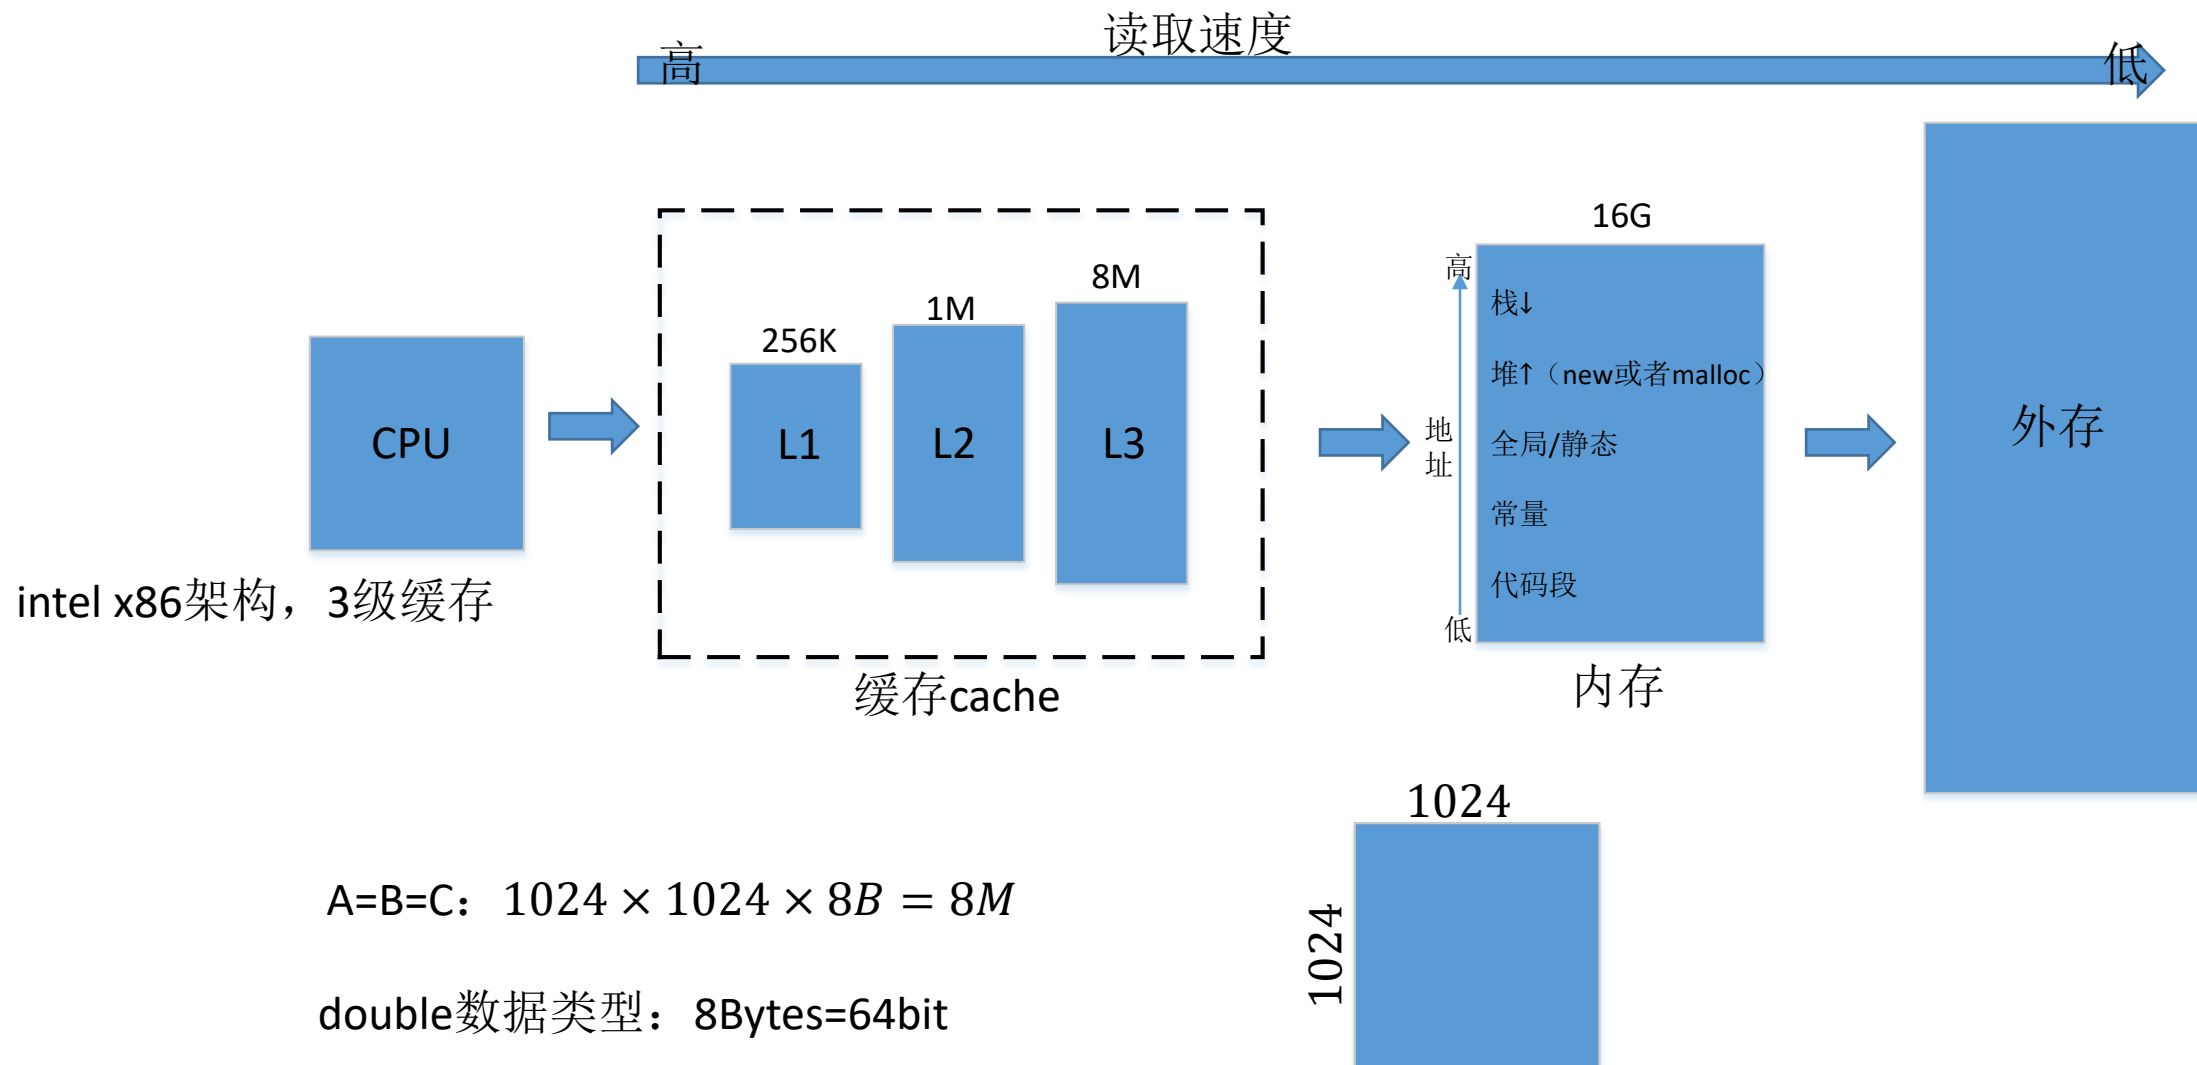 读取速度
高
低
16G
8M
1M
256K
CPU
L1
L2
L3
高
地
址
低
栈↓
堆↑（new或者malloc）
全局/静态
常量
代码段
外存
intel x86架构，3级缓存
缓存cache
内存
1024
1024
A=B=C：1024 × 1024 × 8B = 8M
double数据类型：8Bytes=64bit